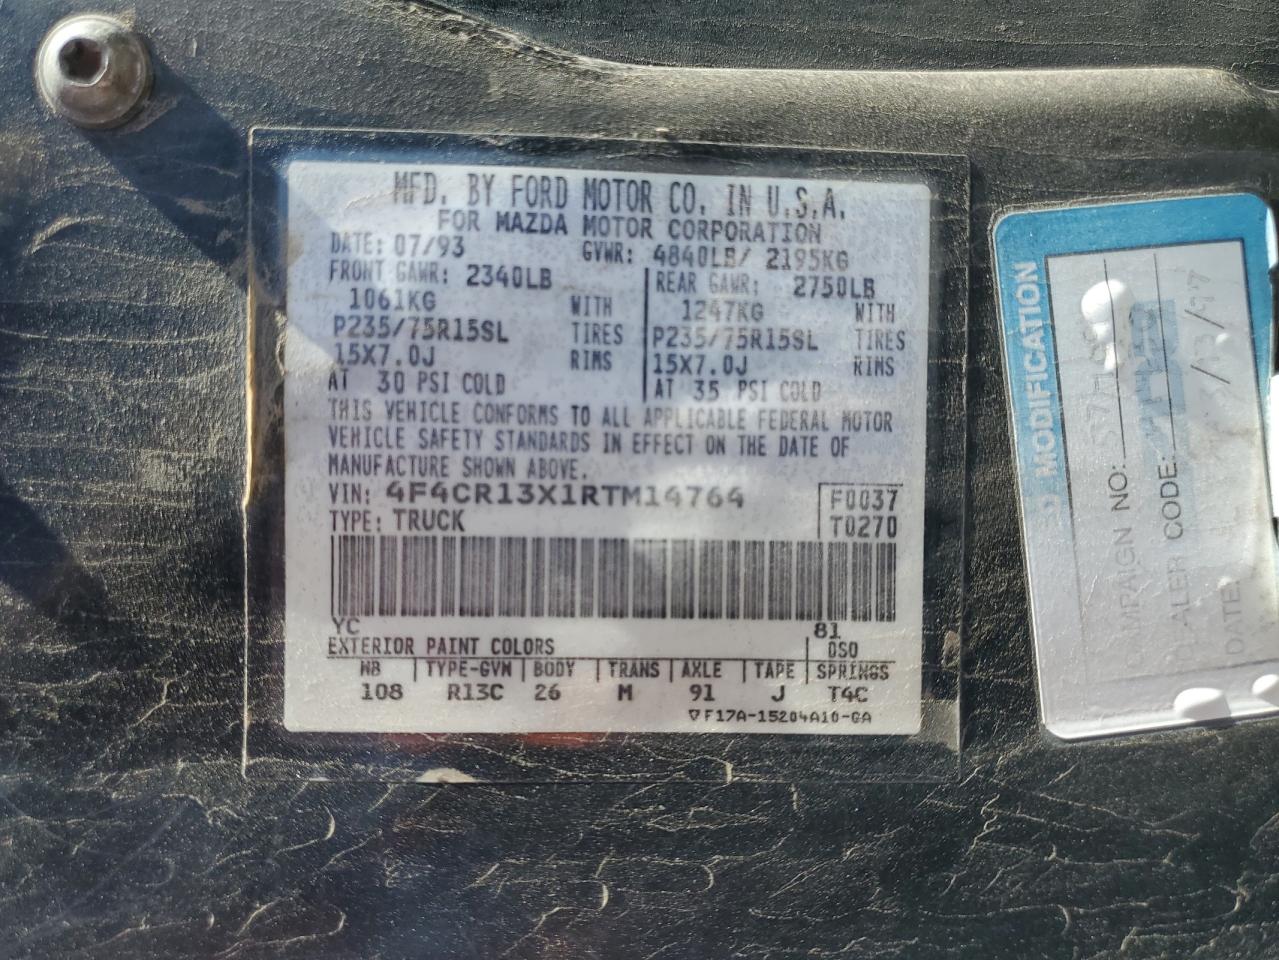 MFD. BY FORD MOTOR CO. IN U.S.A.
FOR MAZDA MOTOR CORPORATION
DATE: 07/93 GVWR: 4840LB/ 2195KG
FRONT GAWR: 2340LB REAR GAWR: 2750LB
1061KG WITH 1247KG WITH
P235/75R15SL TIRES P235/75R15SL TIRES
15X7.0J RIMS 15X7.0J RIMS
AT 30 PSI COLD AT 35 PSI COLD
THIS VEHICLE CONFORMS TO ALL APPLICABLE FEDERAL MOTOR
VEHICLE SAFETY STANDARDS IN EFFECT ON THE DATE OF
MANUFACTURE SHOWN ABOVE.
VIN: 4F4CR13X1RTM14764 F0037
TYPE: TRUCK T0270
YC 81
EXTERIOR PAINT COLORS DSO
WB TYPE-GVM BODY TRANS AXLE TAPE SPRINGS
108 R13C 26 M 91 J T4C
▽F17A-15204A10-GA
MODIFICATION
NO:
CODE:
DATE